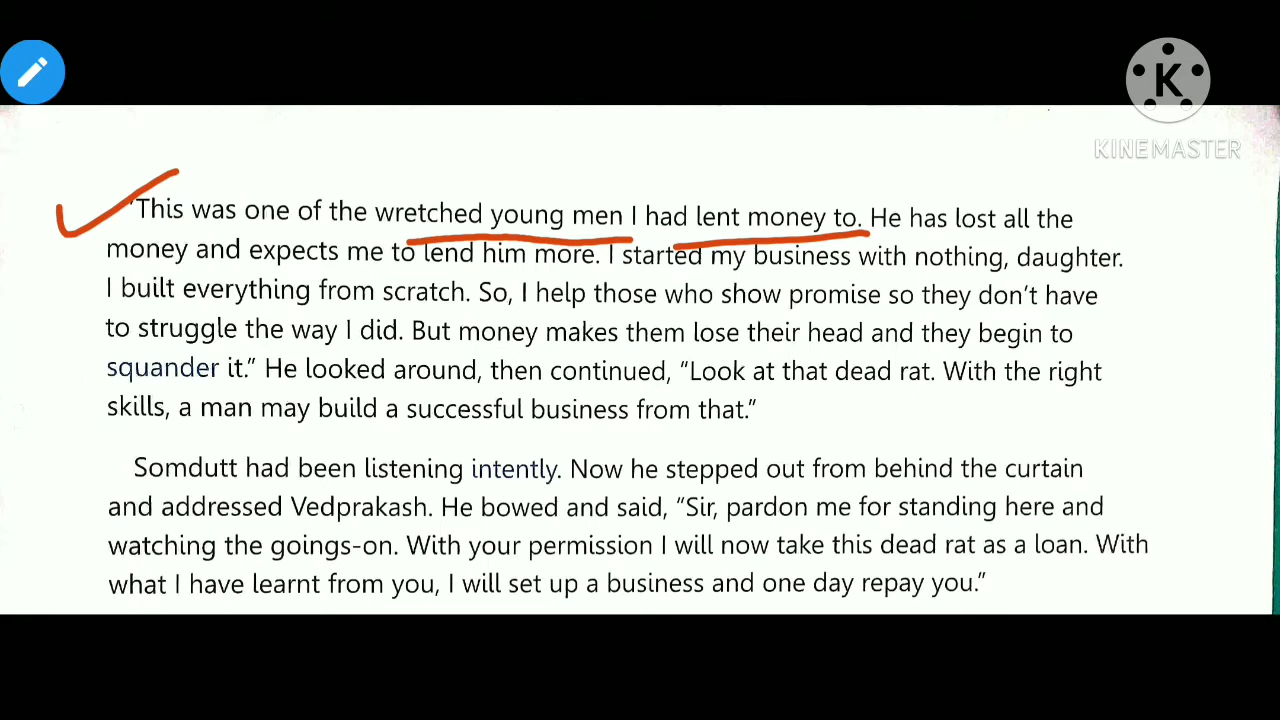 K
KINEMASTER
"This was one of the wretched young men I had lent money to. He has lost all the
money and expects me to lend him more. I started my business with nothing, daughter.
I built everything from scratch. So, I help those who show promise so they don't have
to struggle the way I did. But money makes them lose their head and they begin to
squander it." He looked around, then continued, "Look at that dead rat. With the right
skills, a man may build a successful business from that."
Somdutt had been listening intently. Now he stepped out from behind the curtain
and addressed Vedprakash. He bowed and said, "Sir, pardon me for standing here and
watching the goings-on. With your permission I will now take this dead rat as a loan. With
what I have learnt from you, I will set up a business and one day repay you."